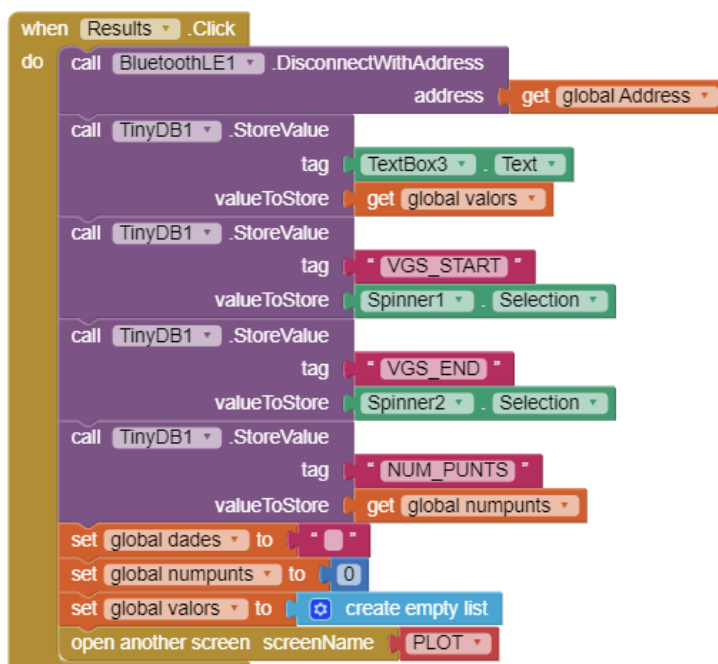 when Results .Click
do call BluetoothLE1 .DisconnectWithAddress
address get global Address
call TinyDB1 .StoreValue
tag TextBox3 . Text
valueToStore get global valors
call TinyDB1 .StoreValue
tag " VGS_START "
valueToStore Spinner1 . Selection
call TinyDB1 .StoreValue
tag " VGS_END "
valueToStore Spinner2 . Selection
call TinyDB1 .StoreValue
tag " NUM_PUNTS "
valueToStore get global numpunts
set global dades to " "
set global numpunts to 0
set global valors to create empty list
open another screen screenName PLOT